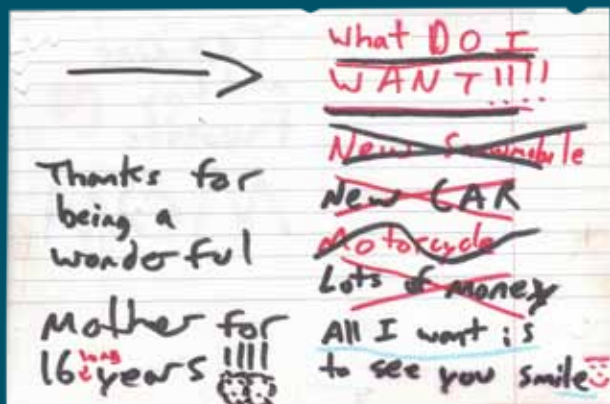 Thanks for
being a
wonderful
Mother for
16 long years !!!!
What DO I
WANT!!!!
New Snowmobile
New CAR
Motorcycle
Lots of money
All I want is
to see you smile